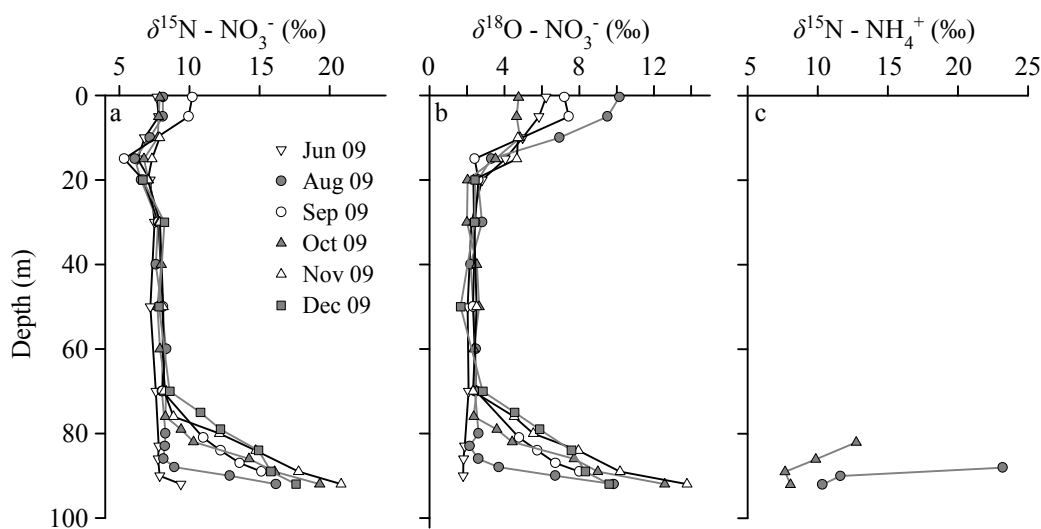 δ¹⁵N - NO₃⁻ (‰) δ¹⁸O - NO₃⁻ (‰) δ¹⁵N - NH₄⁺ (‰)
5 10 15 20 0 4 8 12 5 10 15 20 25
0 a b c
Jun 09
Aug 09
20 Sep 09
Oct 09
40 Nov 09
Dec 09
Depth (m)
60
80
100